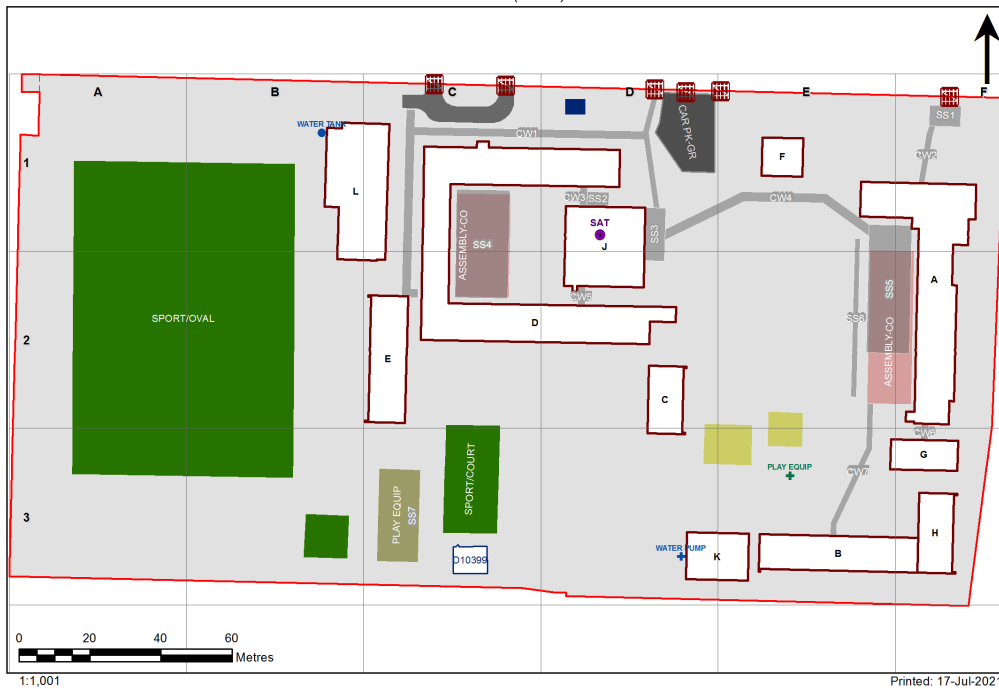 A B C D E F
CAR PK-GR
SS1
WATER TANK
CW1
CW2
1
F
L
CW3 SS2
CW4
ASSEMBLY-CO
SS4
SAT
J
SS3
A
SS5
CW5
SPORT/OVAL
D
SS6
2
E
ASSEMBLY-CO
C
CW6
G
PLAY EQUIP
CW7
SPORT/COURT
PLAY EQUIP
SS7
3
H
WATER PUMP
K
B
D10399
0 20 40 60
Metres
1:1,001
Printed: 17-Jul-2021